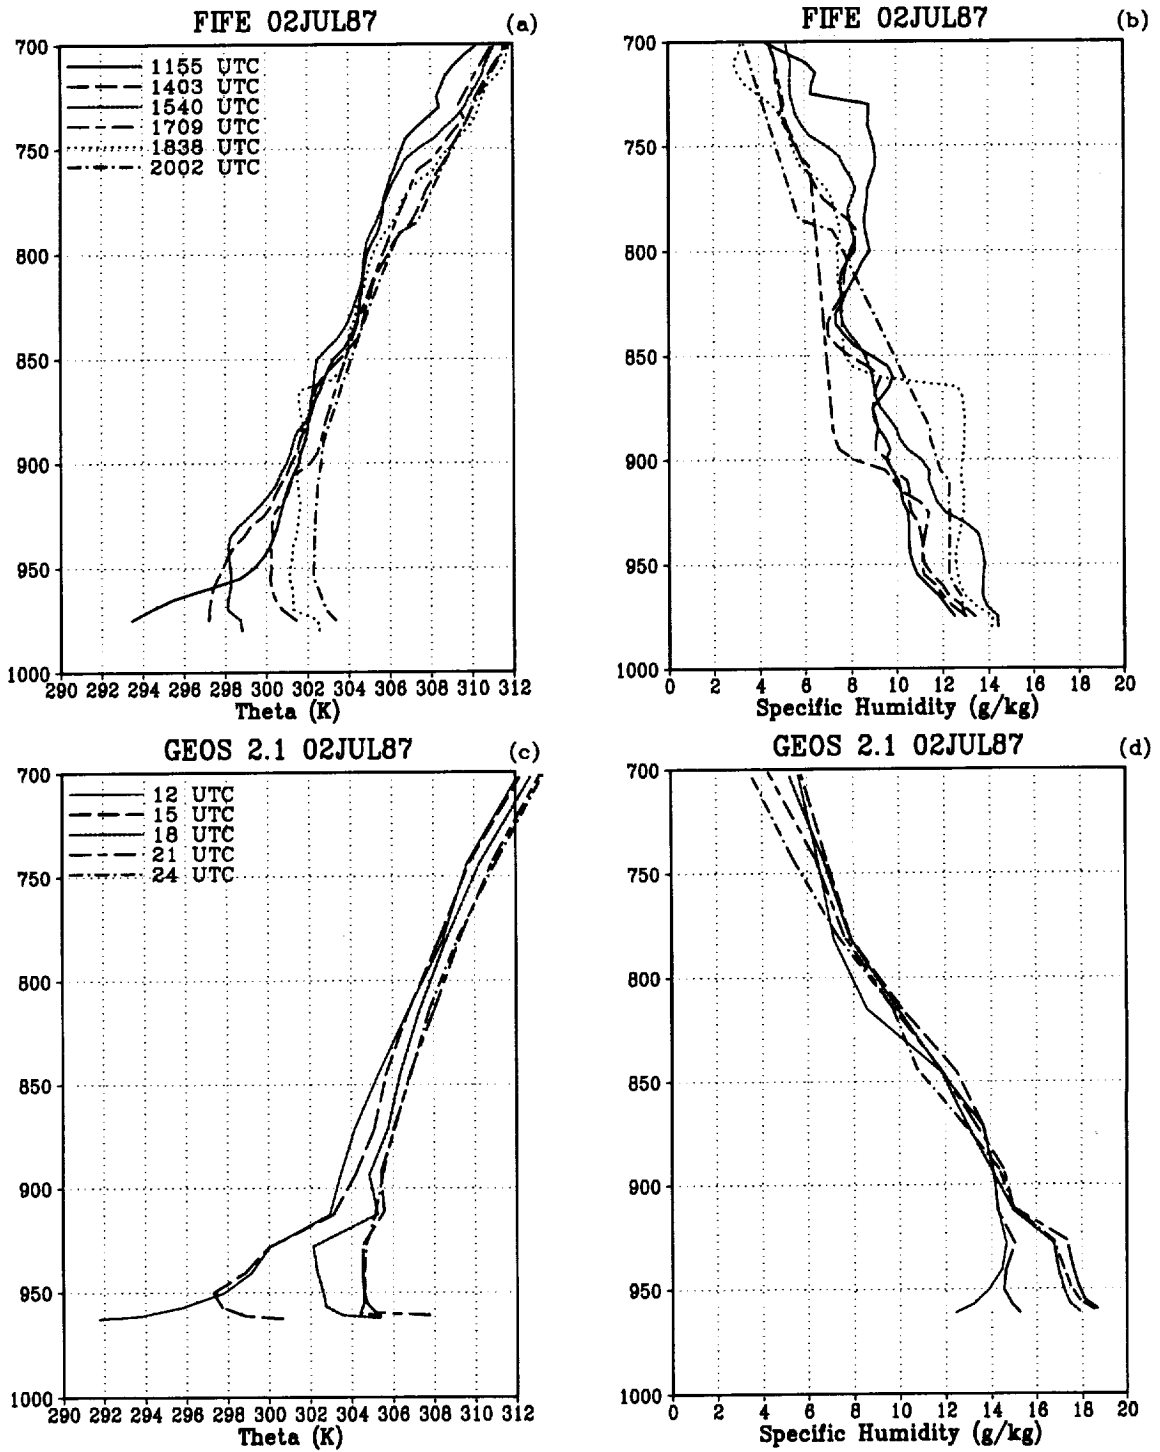 FIFE 02JUL87 (a)
700
750
800
850
900
950
1000
1155 UTC
1403 UTC
1540 UTC
1709 UTC
1838 UTC
2002 UTC
290 292 294 296 298 300 302 304 306 308 310 312
Theta (K)
FIFE 02JUL87 (b)
700
750
800
850
900
950
1000
0 2 4 6 8 10 12 14 16 18 20
Specific Humidity (g/kg)
GEOS 2.1 02JUL87 (c)
700
750
800
850
900
950
1000
12 UTC
15 UTC
18 UTC
21 UTC
24 UTC
290 292 294 296 298 300 302 304 306 308 310 312
Theta (K)
GEOS 2.1 02JUL87 (d)
700
750
800
850
900
950
1000
0 2 4 6 8 10 12 14 16 18 20
Specific Humidity (g/kg)